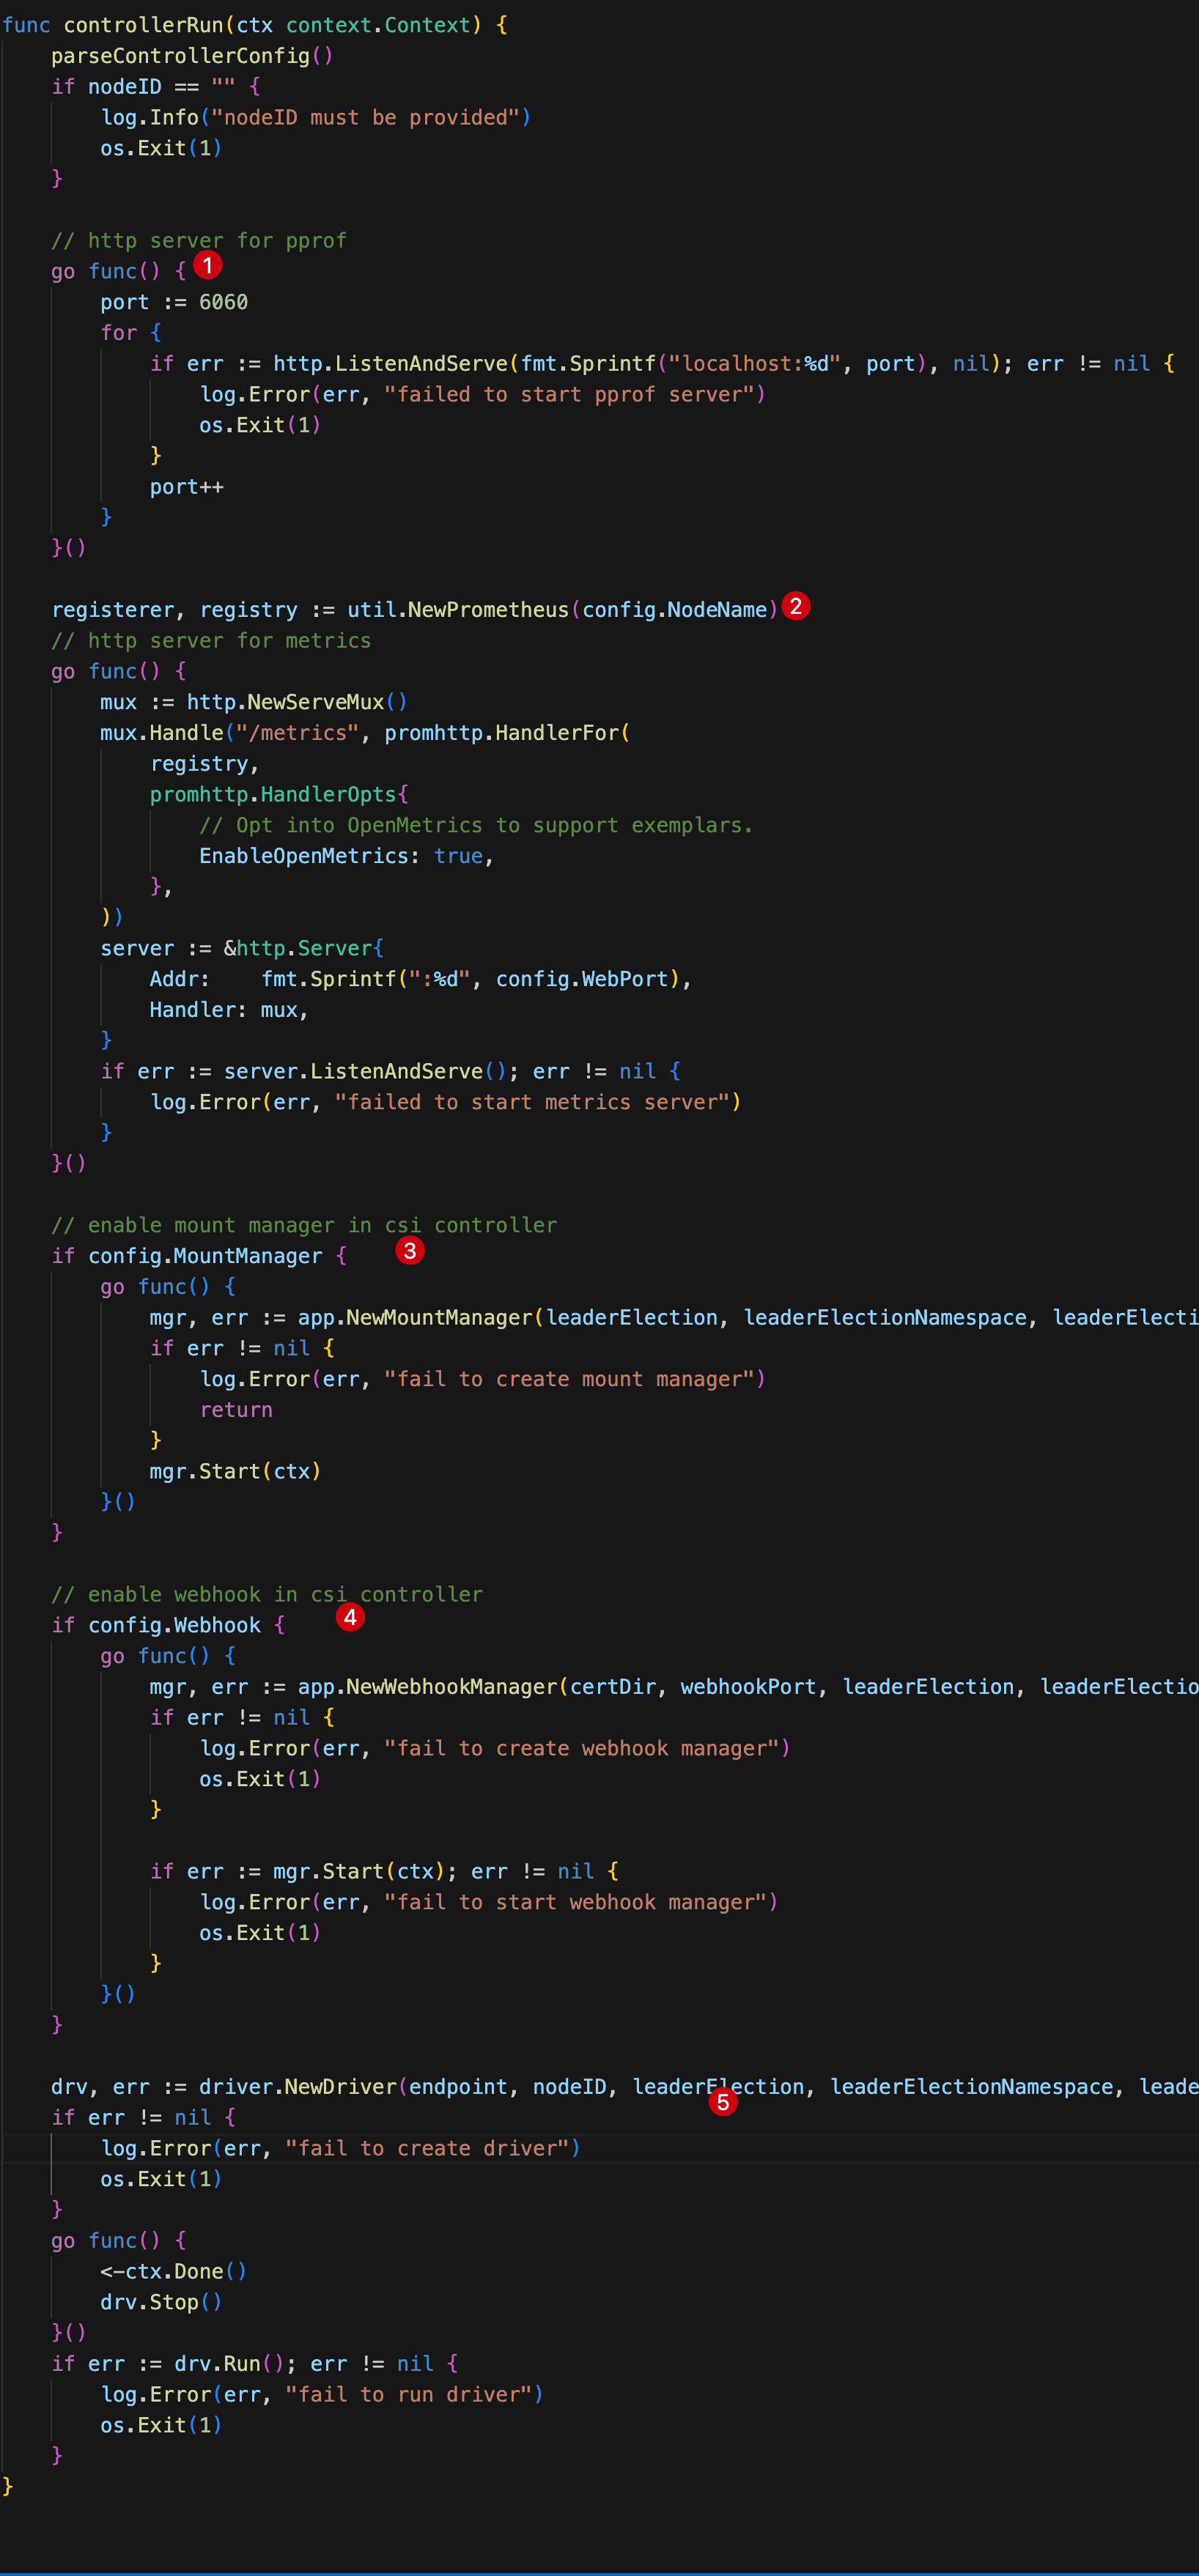 func controllerRun(ctx context.Context) {
    parseControllerConfig()
    if nodeID == "" {
        log.Info("nodeID must be provided")
        os.Exit(1)
    }

    // http server for pprof
    go func() { 1
        port := 6060
        for {
            if err := http.ListenAndServe(fmt.Sprintf("localhost:%d", port), nil); err != nil {
                log.Error(err, "failed to start pprof server")
                os.Exit(1)
            }
            port++
        }
    }()

    registerer, registry := util.NewPrometheus(config.NodeName) 2
    // http server for metrics
    go func() {
        mux := http.NewServeMux()
        mux.Handle("/metrics", promhttp.HandlerFor(
            registry,
            promhttp.HandlerOpts{
                // Opt into OpenMetrics to support exemplars.
                EnableOpenMetrics: true,
            },
        ))
        server := &http.Server{
            Addr:    fmt.Sprintf(":%d", config.WebPort),
            Handler: mux,
        }
        if err := server.ListenAndServe(); err != nil {
            log.Error(err, "failed to start metrics server")
        }
    }()

    // enable mount manager in csi controller
    if config.MountManager { 3
        go func() {
            mgr, err := app.NewMountManager(leaderElection, leaderElectionNamespace, leaderElecti
            if err != nil {
                log.Error(err, "fail to create mount manager")
                return
            }
            mgr.Start(ctx)
        }()
    }

    // enable webhook in csi controller
    if config.Webhook { 4
        go func() {
            mgr, err := app.NewWebhookManager(certDir, webhookPort, leaderElection, leaderElectio
            if err != nil {
                log.Error(err, "fail to create webhook manager")
                os.Exit(1)
            }

            if err := mgr.Start(ctx); err != nil {
                log.Error(err, "fail to start webhook manager")
                os.Exit(1)
            }
        }()
    }

    drv, err := driver.NewDriver(endpoint, nodeID, leaderElection, leaderElectionNamespace, leade
    5
    if err != nil {
        log.Error(err, "fail to create driver")
        os.Exit(1)
    }
    go func() {
        <-ctx.Done()
        drv.Stop()
    }()
    if err := drv.Run(); err != nil {
        log.Error(err, "fail to run driver")
        os.Exit(1)
    }
}